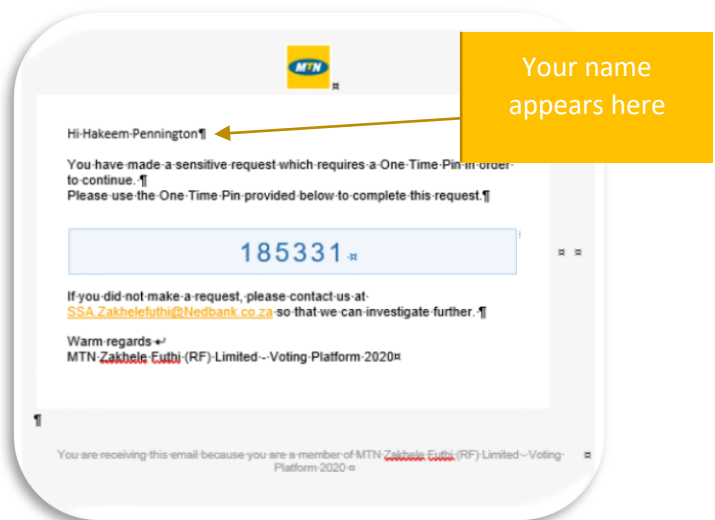 MTN
Your name
appears here
Hi Hakeem Pennington¶
You have made a sensitive request which requires a One Time Pin in order
to continue. ¶
Please use the One Time Pin provided below to complete this request.¶
185331¤
If you did not make a request, please contact us at
SSA.Zakhelefuthi@Nedbank.co.za so that we can investigate further. ¶
Warm regards ↵
MTN Zakhele Futhi (RF) Limited - Voting Platform 2020¤
¶
You are receiving this email because you are a member of MTN Zakhele Futhi (RF) Limited - Voting
Platform 2020 ¤